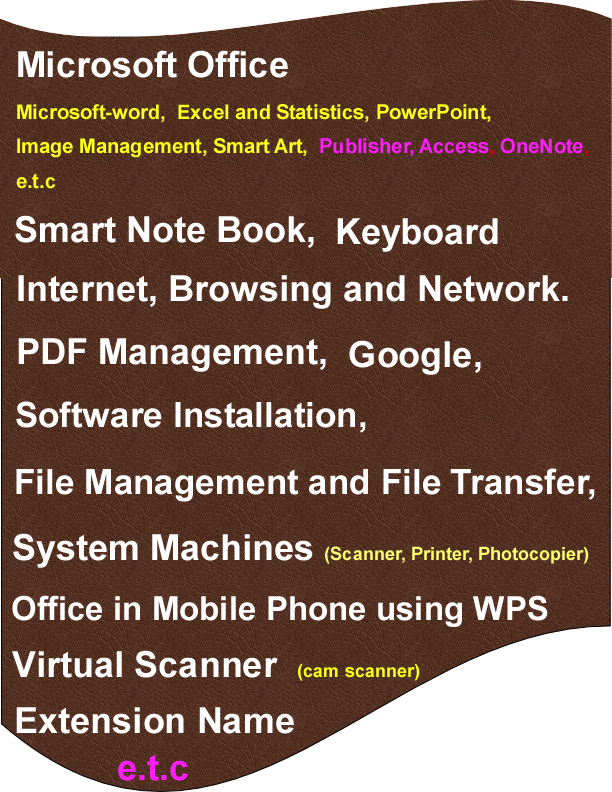 Microsoft Office
Microsoft-word, Excel and Statistics, PowerPoint,
Image Management, Smart Art, Publisher, Access, OneNote,
e.t.c
Smart Note Book, Keyboard
Internet, Browsing and Network.
PDF Management, Google,
Software Installation,
File Management and File Transfer,
System Machines (Scanner, Printer, Photocopier)
Office in Mobile Phone using WPS
Virtual Scanner (cam scanner)
Extension Name
e.t.c